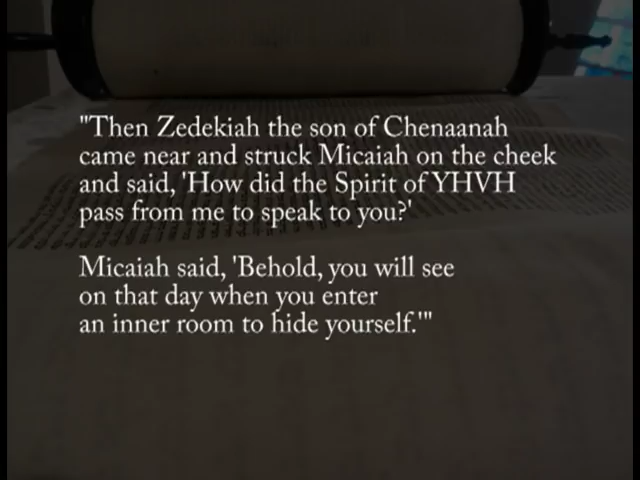 "Then Zedekiah the son of Chenaanah
came near and struck Micaiah on the cheek
and said, 'How did the Spirit of YHVH
pass from me to speak to you?'
Micaiah said, 'Behold, you will see
on that day when you enter
an inner room to hide yourself.'"